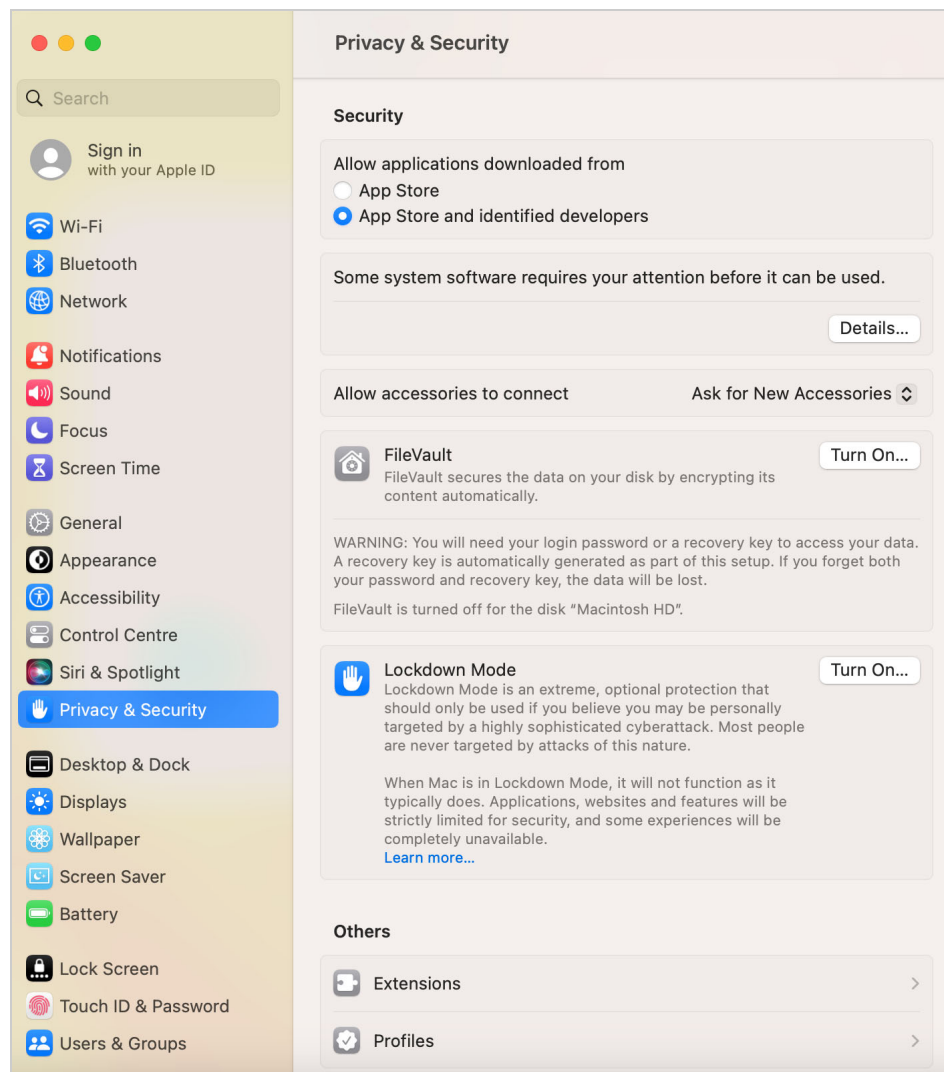 Search
Sign in
with your Apple ID
Wi-Fi
Bluetooth
Network
Notifications
Sound
Focus
Screen Time
General
Appearance
Accessibility
Control Centre
Siri & Spotlight
Privacy & Security
Desktop & Dock
Displays
Wallpaper
Screen Saver
Battery
Lock Screen
Touch ID & Password
Users & Groups
Privacy & Security
Security
Allow applications downloaded from
App Store
App Store and identified developers
Some system software requires your attention before it can be used.
Details...
Allow accessories to connect
Ask for New Accessories
FileVault
Turn On...
FileVault secures the data on your disk by encrypting its
content automatically.
WARNING: You will need your login password or a recovery key to access your data.
A recovery key is automatically generated as part of this setup. If you forget both
your password and recovery key, the data will be lost.
FileVault is turned off for the disk “Macintosh HD”.
Lockdown Mode
Turn On...
Lockdown Mode is an extreme, optional protection that
should only be used if you believe you may be personally
targeted by a highly sophisticated cyberattack. Most people
are never targeted by attacks of this nature.
When Mac is in Lockdown Mode, it will not function as it
typically does. Applications, websites and features will be
strictly limited for security, and some experiences will be
completely unavailable.
Learn more...
Others
Extensions
Profiles